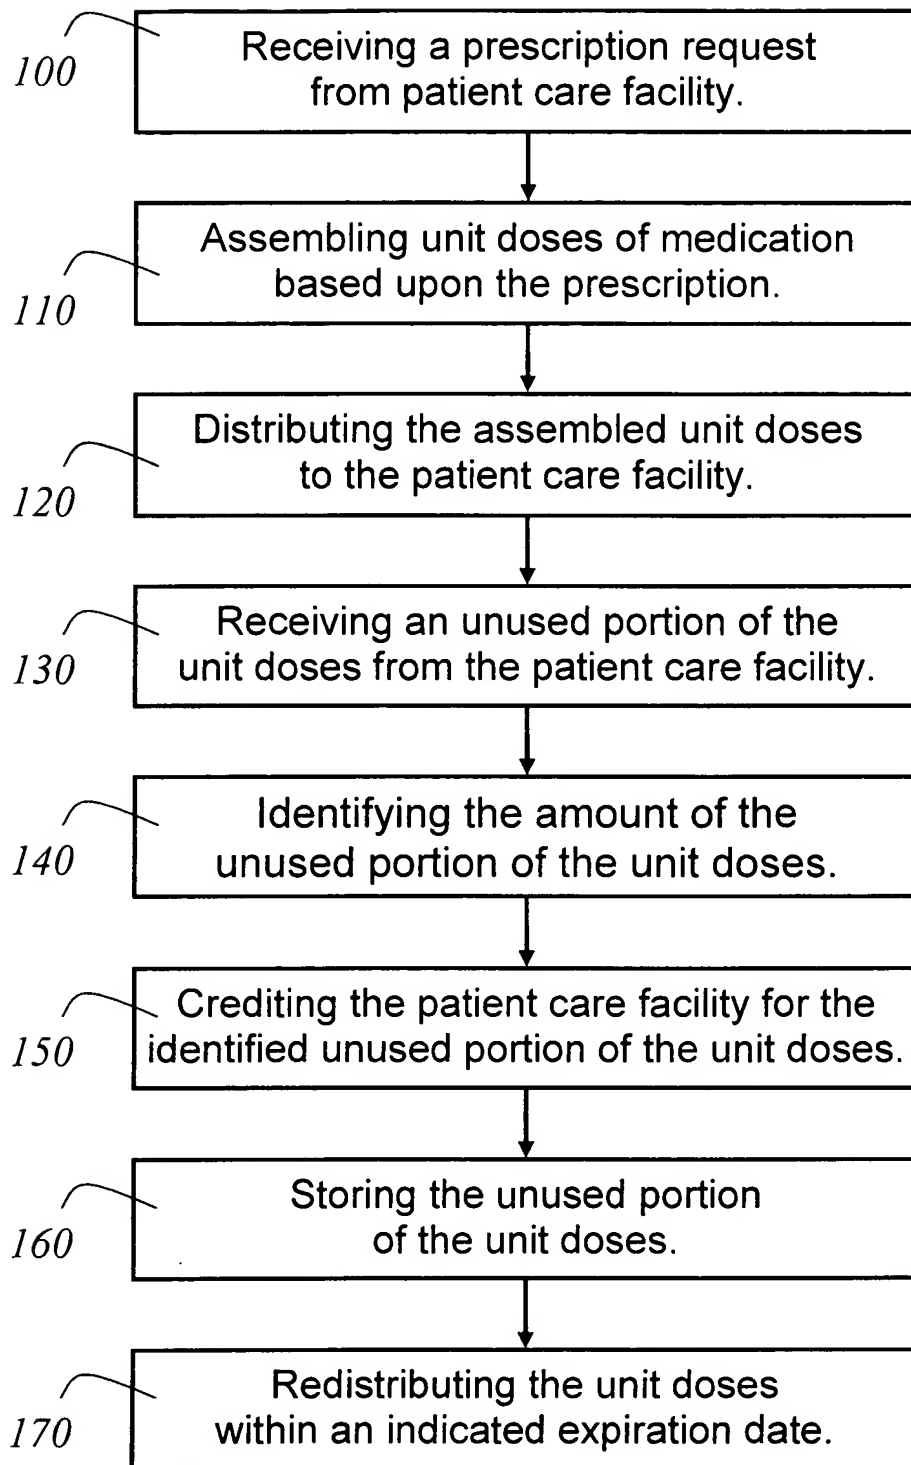 100
Receiving a prescription request
from patient care facility.
110
Assembling unit doses of medication
based upon the prescription.
120
Distributing the assembled unit doses
to the patient care facility.
130
Receiving an unused portion of the
unit doses from the patient care facility.
140
Identifying the amount of the
unused portion of the unit doses.
150
Crediting the patient care facility for the
identified unused portion of the unit doses.
160
Storing the unused portion
of the unit doses.
170
Redistributing the unit doses
within an indicated expiration date.